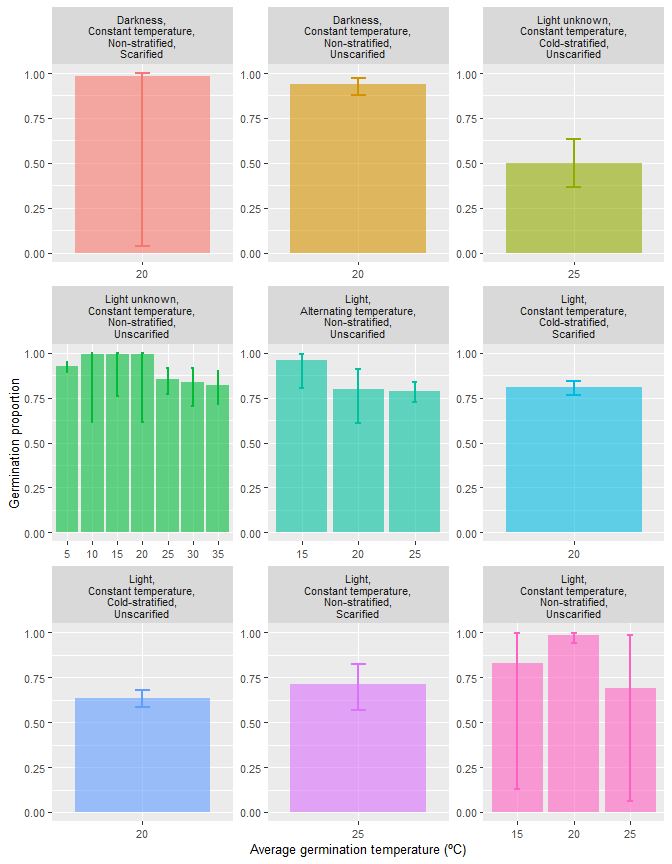 Darkness,
Constant temperature,
Non-stratified,
Scarified
Darkness,
Constant temperature,
Non-stratified,
Unscarified
Light unknown,
Constant temperature,
Cold-stratified,
Unscarified
1.00
0.75
0.50
0.25
0.00
20
1.00
0.75
0.50
0.25
0.00
20
1.00
0.75
0.50
0.25
0.00
25
Germination proportion
Light unknown,
Constant temperature,
Non-stratified,
Unscarified
Light,
Alternating temperature,
Non-stratified,
Unscarified
Light,
Constant temperature,
Cold-stratified,
Scarified
1.00
0.75
0.50
0.25
0.00
5 10 15 20 25 30 35
1.00
0.75
0.50
0.25
0.00
15 20 25
1.00
0.75
0.50
0.25
0.00
20
Light,
Constant temperature,
Cold-stratified,
Unscarified
Light,
Constant temperature,
Non-stratified,
Scarified
Light,
Constant temperature,
Non-stratified,
Unscarified
1.00
0.75
0.50
0.25
0.00
20
1.00
0.75
0.50
0.25
0.00
25
1.00
0.75
0.50
0.25
0.00
15 20 25
Average germination temperature (ºC)